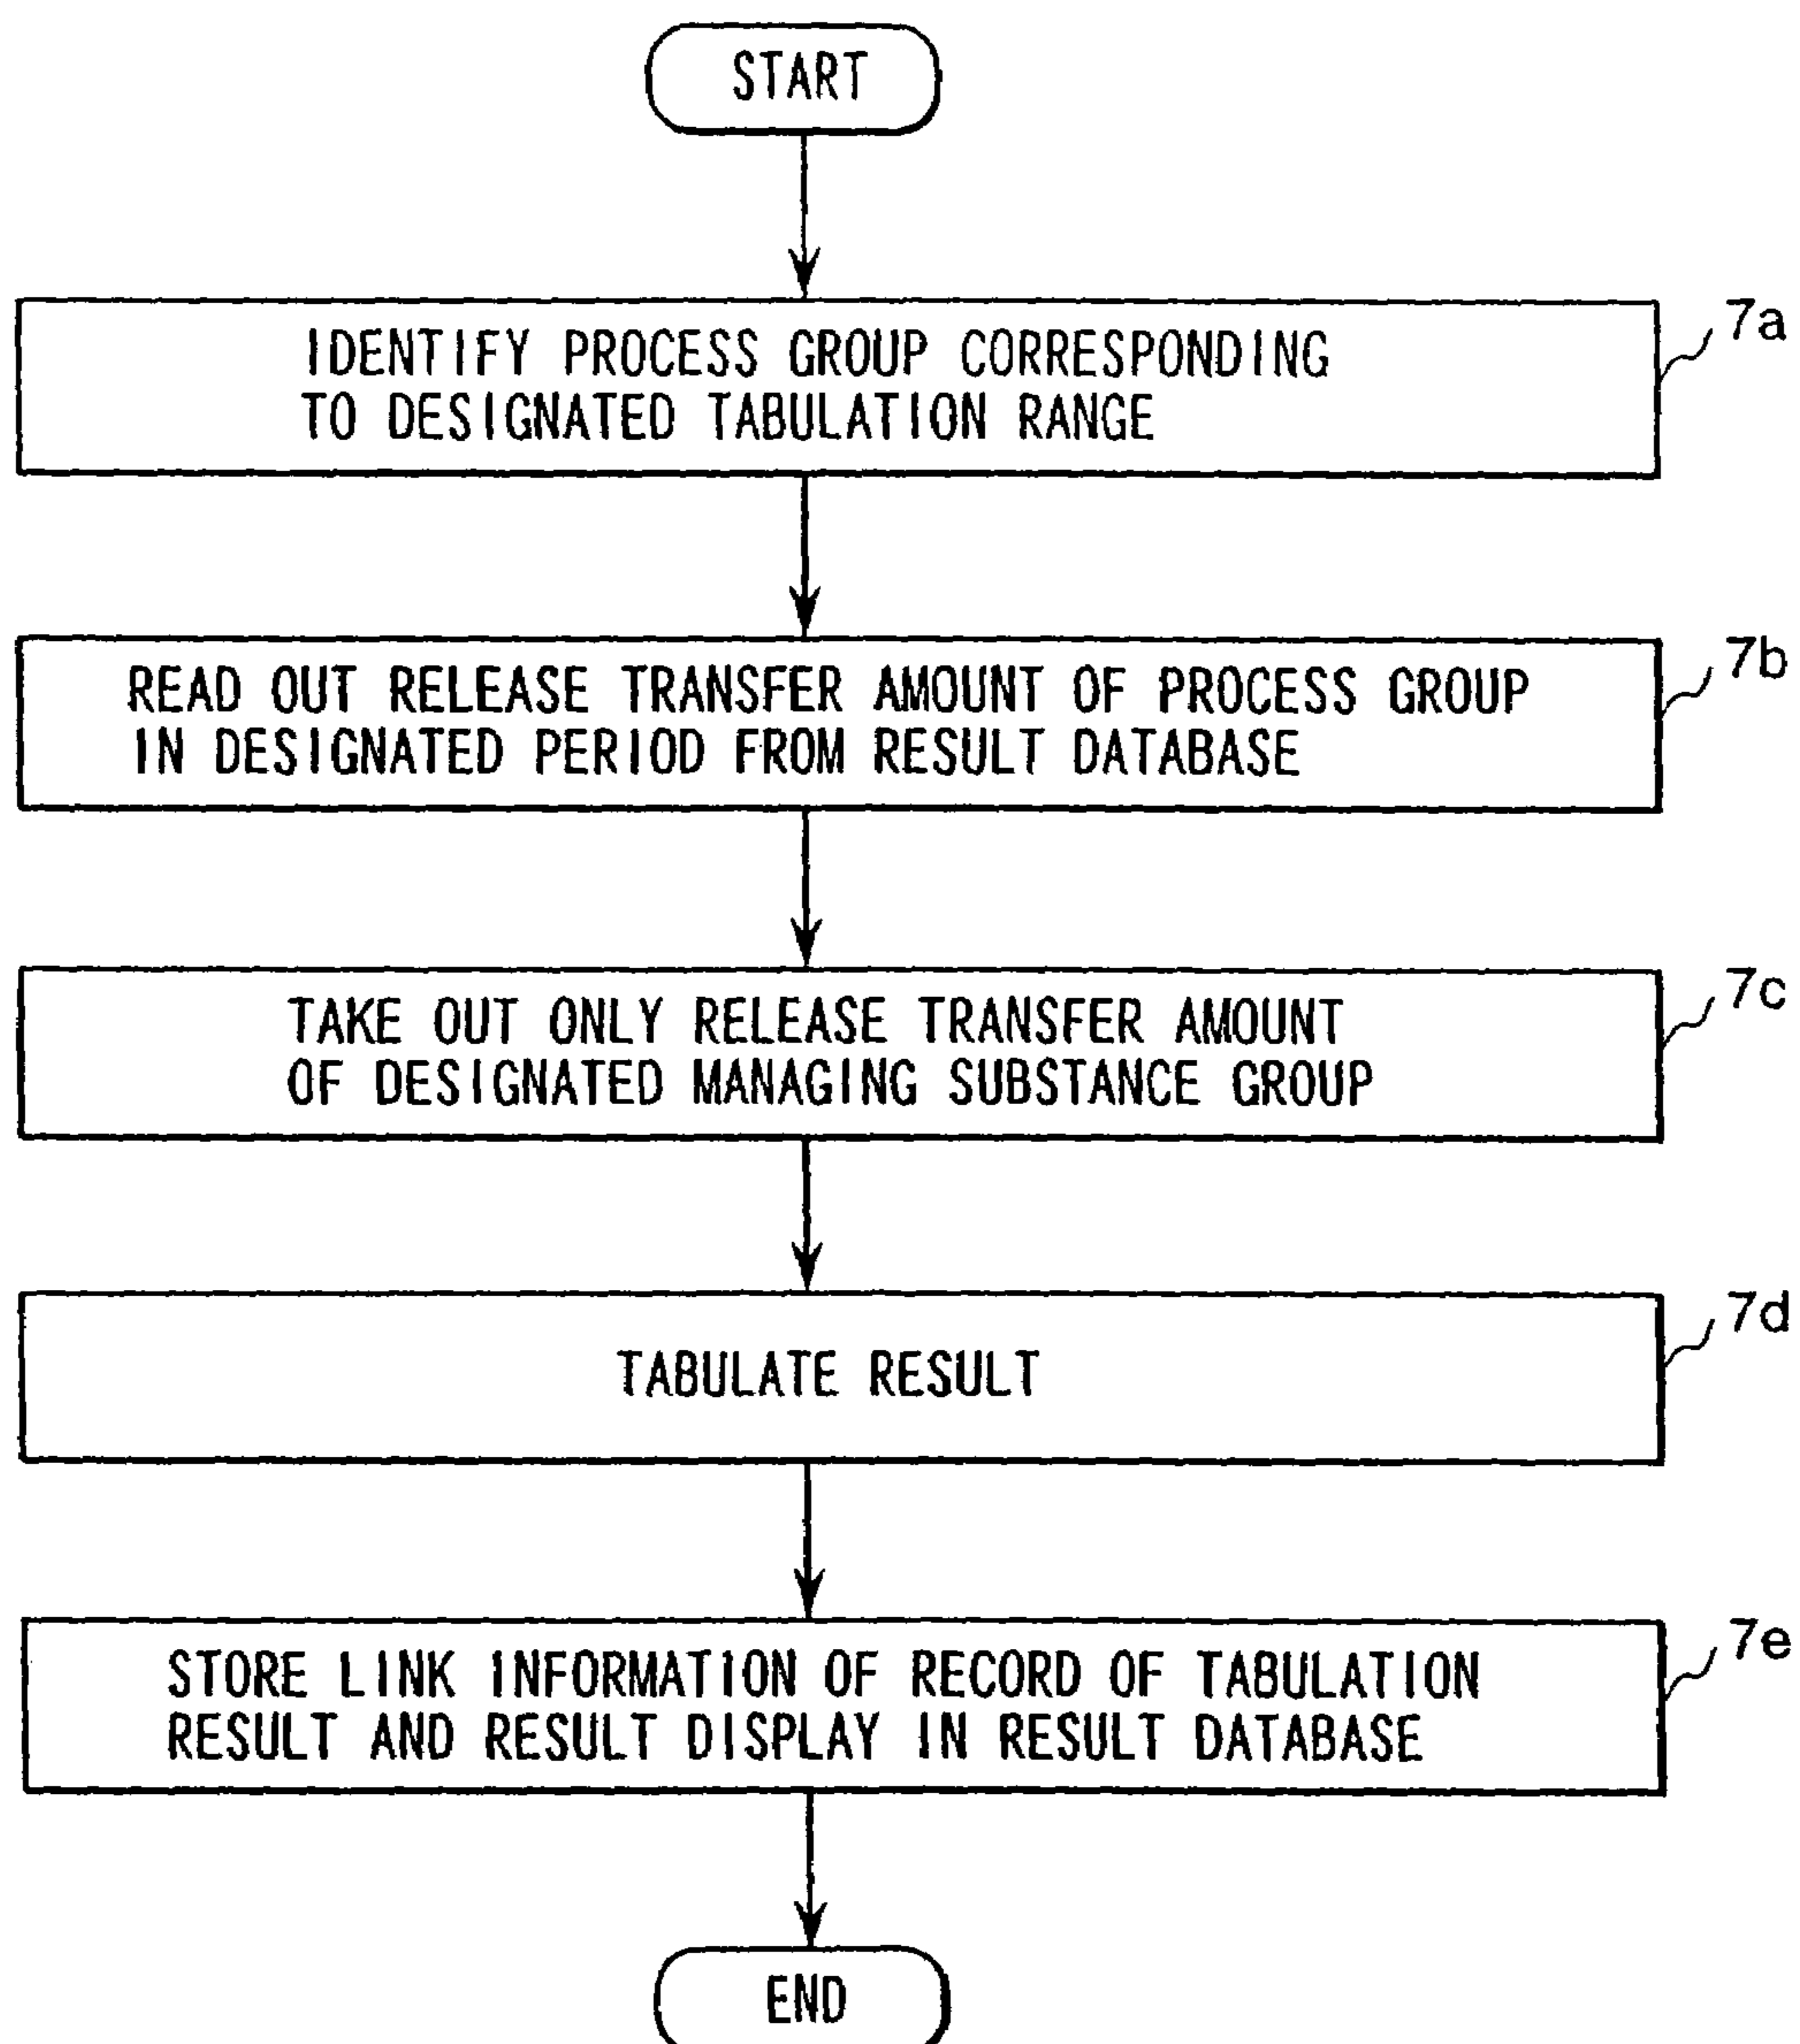 START
IDENTIFY PROCESS GROUP CORRESPONDING
TO DESIGNATED TABULATION RANGE
7a
READ OUT RELEASE TRANSFER AMOUNT OF PROCESS GROUP
IN DESIGNATED PERIOD FROM RESULT DATABASE
7b
TAKE OUT ONLY RELEASE TRANSFER AMOUNT
OF DESIGNATED MANAGING SUBSTANCE GROUP
7c
TABULATE RESULT
7d
STORE LINK INFORMATION OF RECORD OF TABULATION
RESULT AND RESULT DISPLAY IN RESULT DATABASE
7e
END